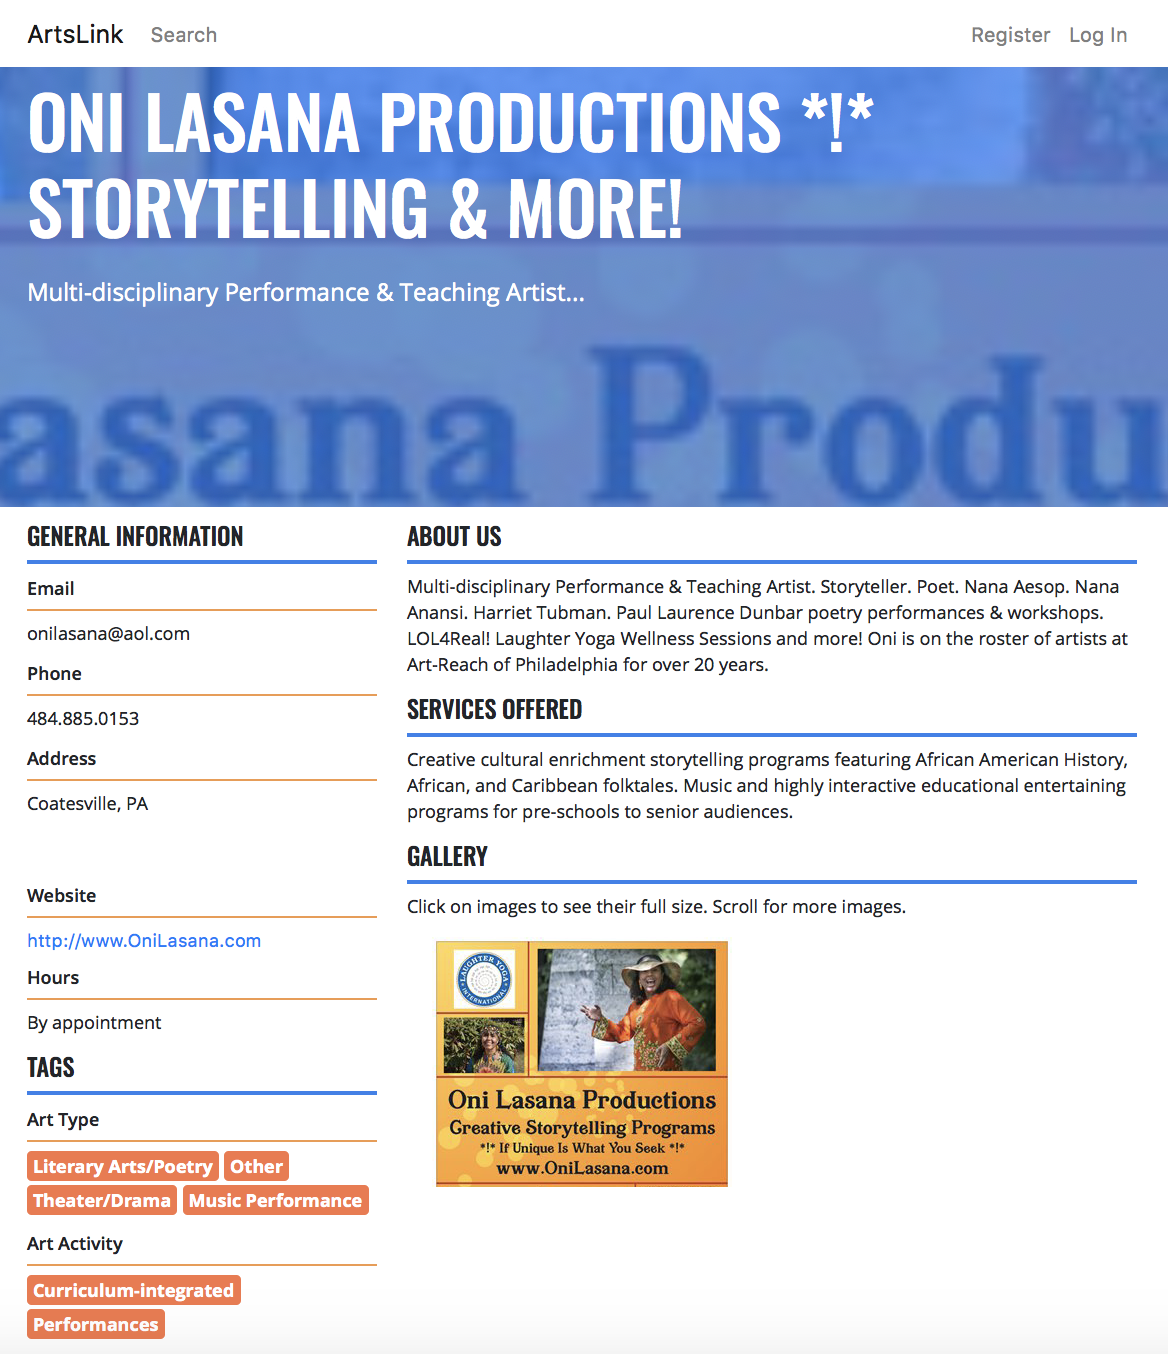 ArtsLink Search Register Log In
ONI LASANA PRODUCTIONS *!*
STORYTELLING & MORE!
Multi-disciplinary Performance & Teaching Artist...
asana Produ
GENERAL INFORMATION
Email
onilasana@aol.com
Phone
484.885.0153
Address
Coatesville, PA
Website
http://www.OniLasana.com
Hours
By appointment
TAGS
Art Type
Literary Arts/Poetry Other
Theater/Drama Music Performance
Art Activity
Curriculum-integrated
Performances
ABOUT US
Multi-disciplinary Performance & Teaching Artist. Storyteller. Poet. Nana Aesop. Nana
Anansi. Harriet Tubman. Paul Laurence Dunbar poetry performances & workshops.
LOL4Real! Laughter Yoga Wellness Sessions and more! Oni is on the roster of artists at
Art-Reach of Philadelphia for over 20 years.
SERVICES OFFERED
Creative cultural enrichment storytelling programs featuring African American History,
African, and Caribbean folktales. Music and highly interactive educational entertaining
programs for pre-schools to senior audiences.
GALLERY
Click on images to see their full size. Scroll for more images.
LAUGHTER YOGA
INTERNATIONAL
Oni Lasana Productions
Creative Storytelling Programs
*!* If Unique Is What You Seek *!*
www.OniLasana.com